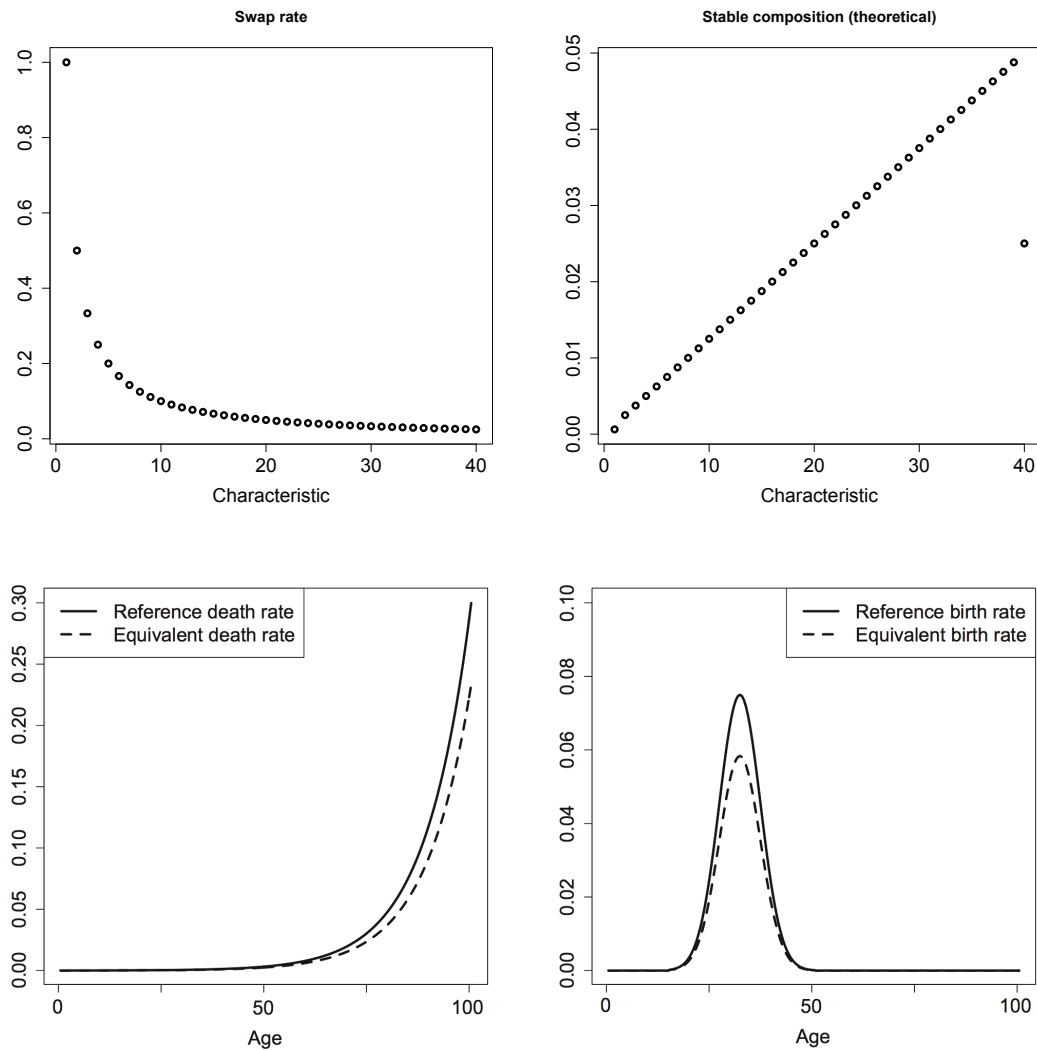 Swap rate
1.0
0.8
0.6
0.4
0.2
0.0
0 10 20 30 40
Characteristic
Stable composition (theoretical)
0.05
0.04
0.03
0.02
0.01
0.00
0 10 20 30 40
Characteristic
Reference death rate
Equivalent death rate
0.30
0.25
0.20
0.15
0.10
0.05
0.00
0 50 100
Age
Reference birth rate
Equivalent birth rate
0.10
0.08
0.06
0.04
0.02
0.00
0 50 100
Age